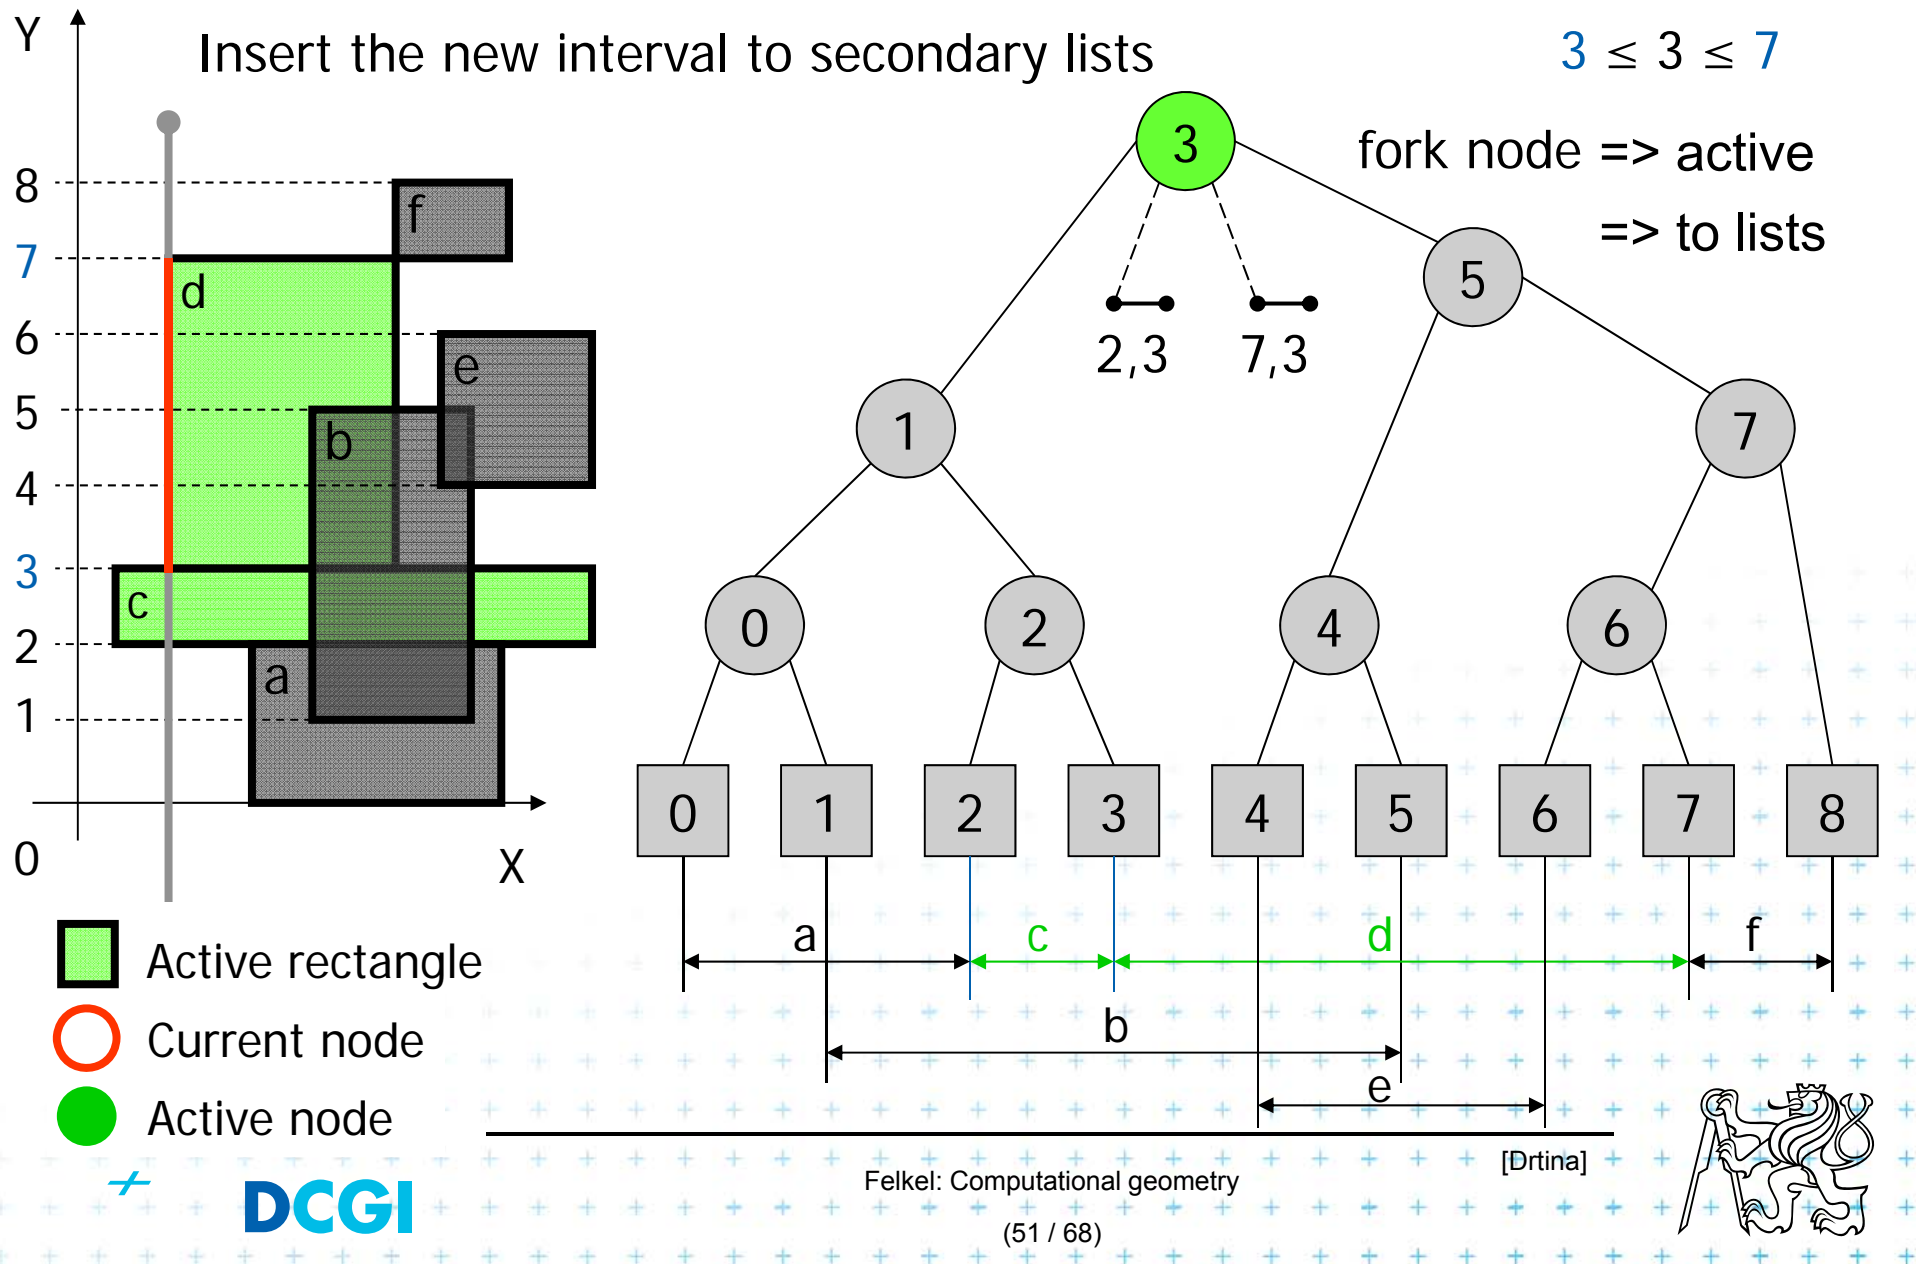 Insert the new interval to secondary lists
3 ≤ 3 ≤ 7
fork node => active
=> to lists
Y
8
7
6
5
4
3
2
1
0
X
f
d
e
b
c
a
3
5
2,3 7,3
1 7
0 2 4 6
0 1 2 3 4 5 6 7 8
a c d f
b
e
Active rectangle
Current node
Active node
DCGI
[Drtina]
Felkel: Computational geometry
(51 / 68)